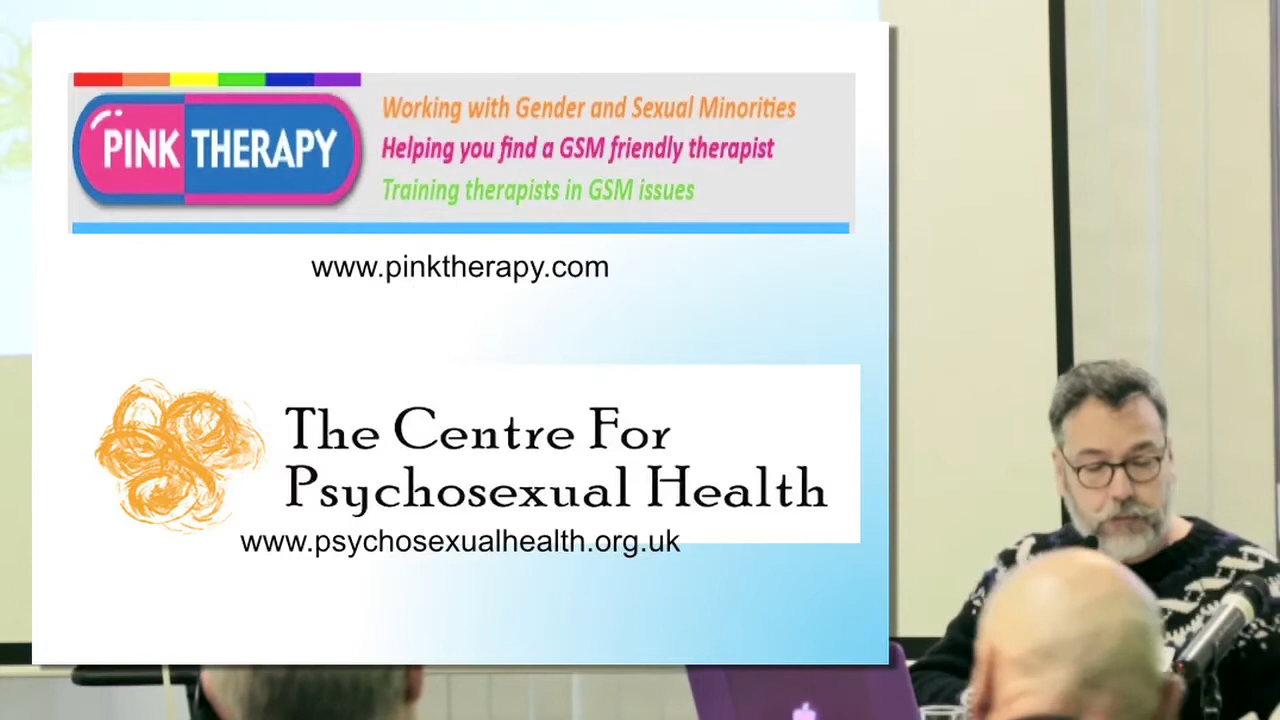 PINK THERAPY
Working with Gender and Sexual Minorities
Helping you find a GSM friendly therapist
Training therapists in GSM issues
www.pinktherapy.com
The Centre For
Psychosexual Health
www.psychosexualhealth.org.uk